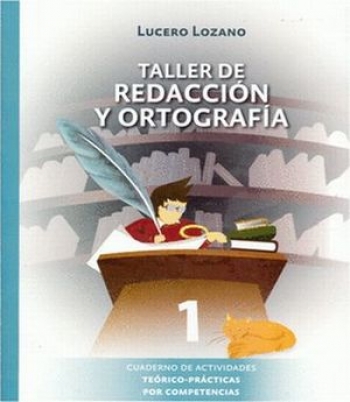 LUCERO LOZANO
TALLER DE
REDACCIÓN
Y ORTOGRAFÍA
1
CUADERNO DE ACTIVIDADES
TEÓRICO-PRÁCTICAS
POR COMPETENCIAS